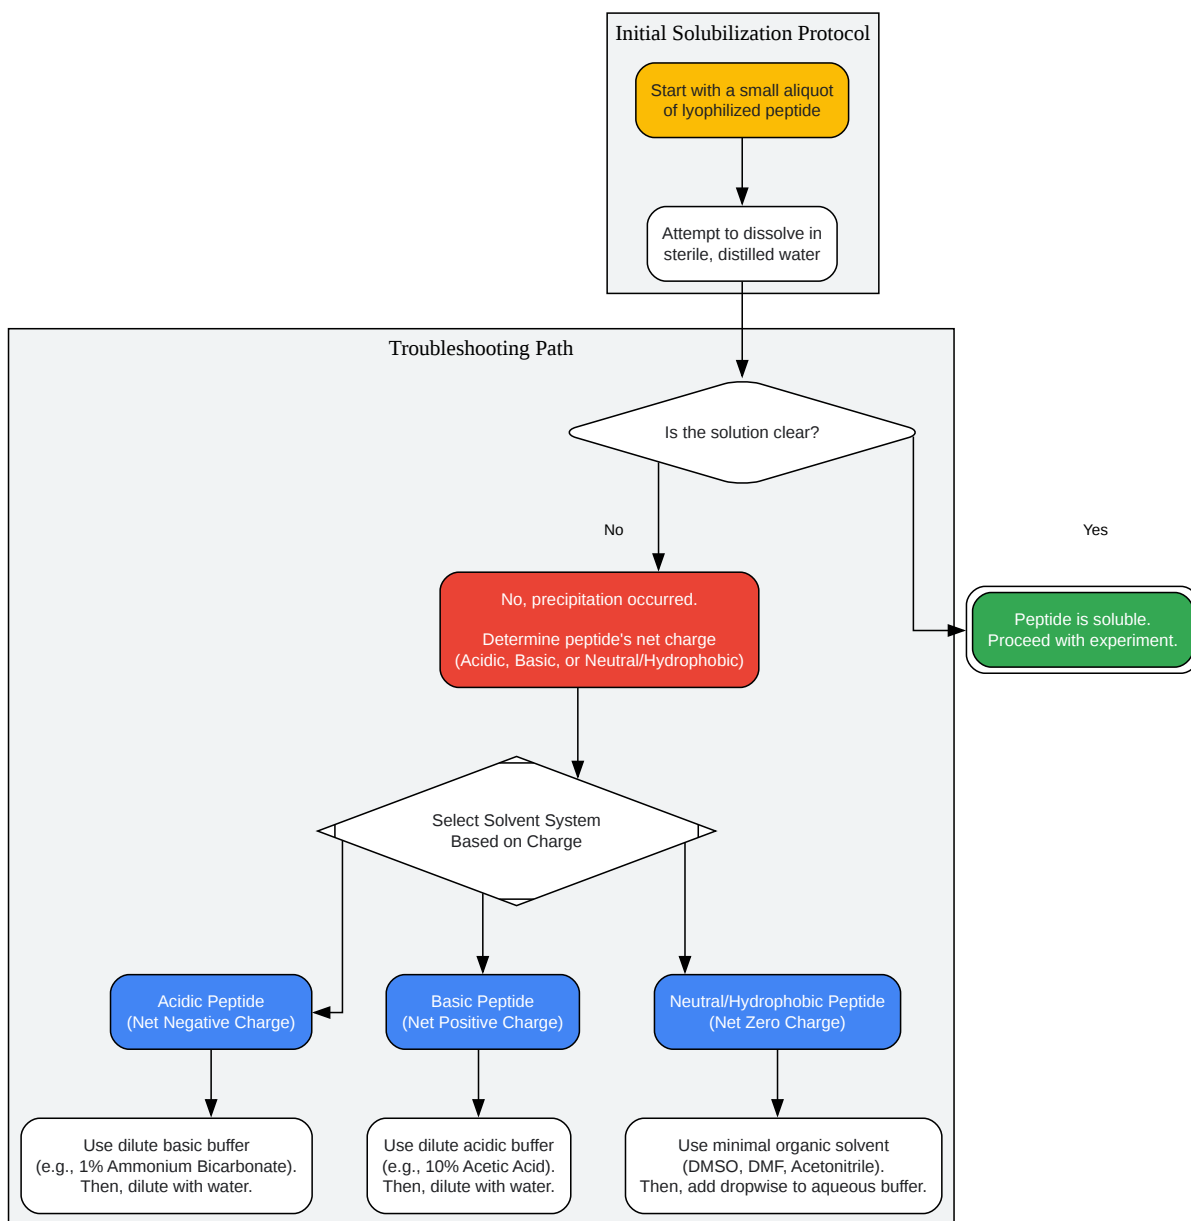 Initial Solubilization Protocol
Start with a small aliquot
of lyophilized peptide
Attempt to dissolve in
sterile, distilled water
Troubleshooting Path
Is the solution clear?
No
Yes
No, precipitation occurred.
Determine peptide's net charge
(Acidic, Basic, or Neutral/Hydrophobic)
Peptide is soluble.
Proceed with experiment.
Select Solvent System
Based on Charge
Acidic Peptide
(Net Negative Charge)
Basic Peptide
(Net Positive Charge)
Neutral/Hydrophobic Peptide
(Net Zero Charge)
Use dilute basic buffer
(e.g., 1% Ammonium Bicarbonate).
Then, dilute with water.
Use dilute acidic buffer
(e.g., 10% Acetic Acid).
Then, dilute with water.
Use minimal organic solvent
(DMSO, DMF, Acetonitrile).
Then, add dropwise to aqueous buffer.